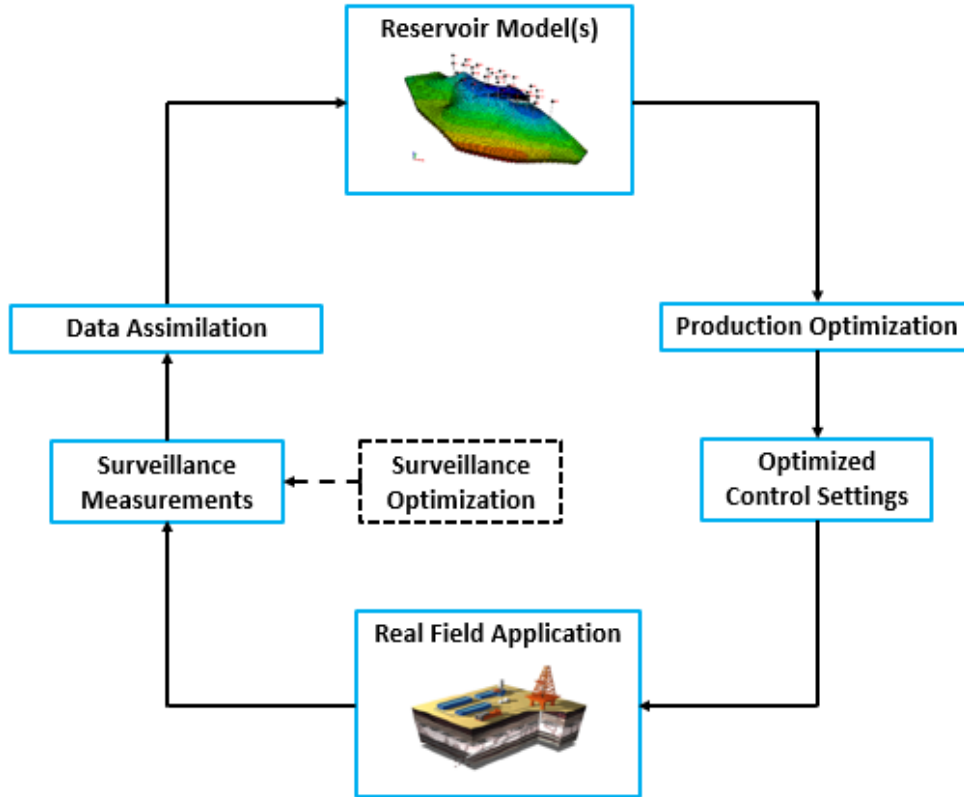 Reservoir Model(s)
Data Assimilation
Production Optimization
Surveillance
Measurements
Surveillance
Optimization
Optimized
Control Settings
Real Field Application